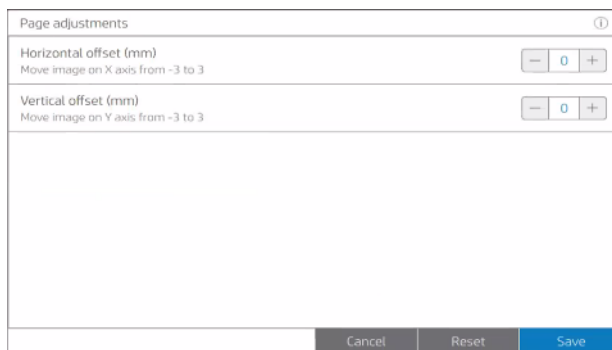 Page adjustments
Horizontal offset (mm)
Move image on X axis from -3 to 3
− 0 +
Vertical offset (mm)
Move image on Y axis from -3 to 3
− 0 +
Cancel Reset Save